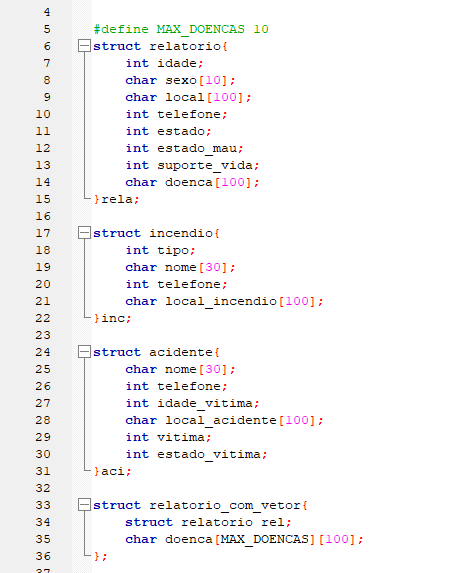 4
5 #define MAX_DOENCAS 10
6 struct relatorio{
7 int idade;
8 char sexo[10];
9 char local[100];
10 int telefone;
11 int estado;
12 int estado_mau;
13 int suporte_vida;
14 char doenca[100];
15 }rela;
16
17 struct incendio{
18 int tipo;
19 char nome[30];
20 int telefone;
21 char local_incendio[100];
22 }inc;
23
24 struct acidente{
25 char nome[30];
26 int telefone;
27 int idade_vitima;
28 char local_acidente[100];
29 int vitima;
30 int estado_vitima;
31 }aci;
32
33 struct relatorio_com_vetor{
34 struct relatorio rel;
35 char doenca[MAX_DOENCAS][100];
36 };